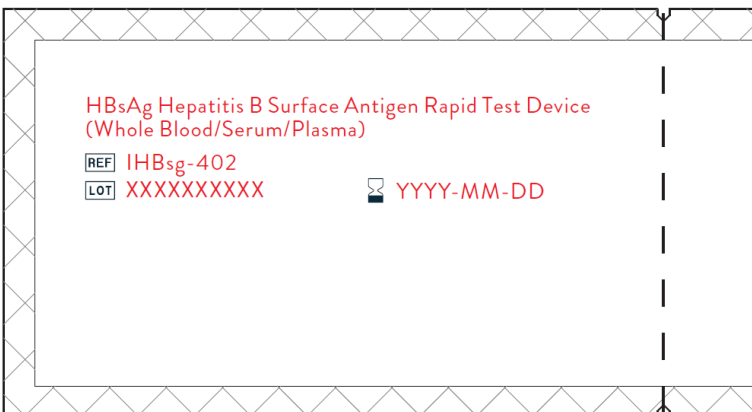 HBsAg Hepatitis B Surface Antigen Rapid Test Device
(Whole Blood/Serum/Plasma)
REF IHBsg-402
LOT XXXXXXXXXX YYYY-MM-DD